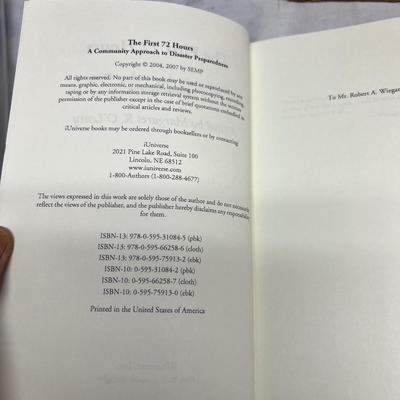 The First 72 Hours
A Community Approach to Disaster Preparedness
Copyright © 2004, 2007 by SEMP
All rights reserved. No part of this book may be used or reproduced by any
means, graphic, electronic, or mechanical, including photocopying, recording,
taping or by any information storage retrieval system without the written
permission of the publisher except in the case of brief quotations embodied in
critical articles and reviews.
iUniverse books may be ordered through booksellers or by contacting:
iUniverse
2021 Pine Lake Road, Suite 100
Lincoln, NE 68512
www.iuniverse.com
1-800-Authors (1-800-288-4677)
The views expressed in this work are solely those of the author and do not necessarily
reflect the views of the publisher, and the publisher hereby disclaims any responsibility
for them.
ISBN-13: 978-0-595-31084-5 (pbk)
ISBN-13: 978-0-595-66258-6 (cloth)
ISBN-13: 978-0-595-75913-2 (ebk)
ISBN-10: 0-595-31084-2 (pbk)
ISBN-10: 0-595-66258-7 (cloth)
ISBN-10: 0-595-75913-0 (ebk)
Printed in the United States of America
To Mr. Robert A. Wiegan